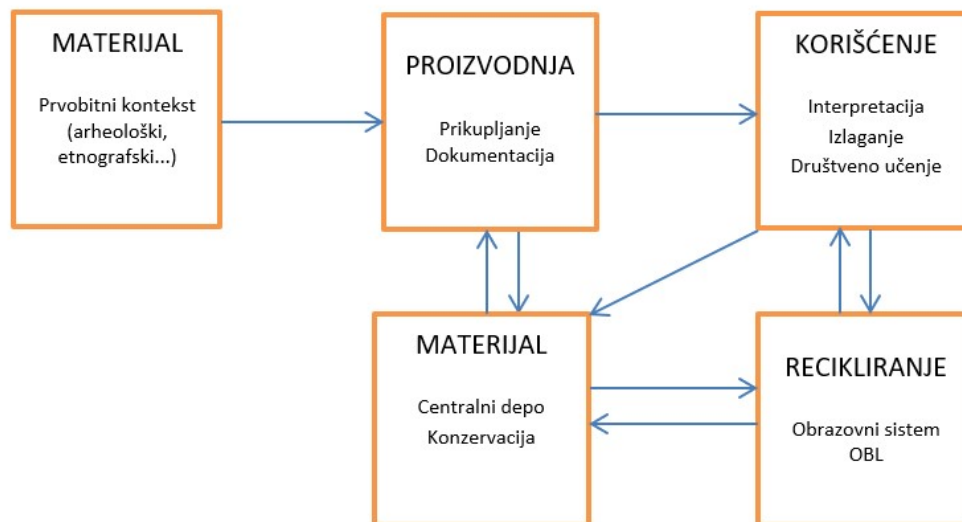 MATERIJAL
Prvobitni kontekst
(arheološki,
etnografski...)
PROIZVODNJA
Prikupljanje
Dokumentacija
KORIŠĆENJE
Interpretacija
Izlaganje
Društveno učenje
MATERIJAL
Centralni depo
Konzervacija
RECIKLIRANJE
Obrazovni sistem
OBL